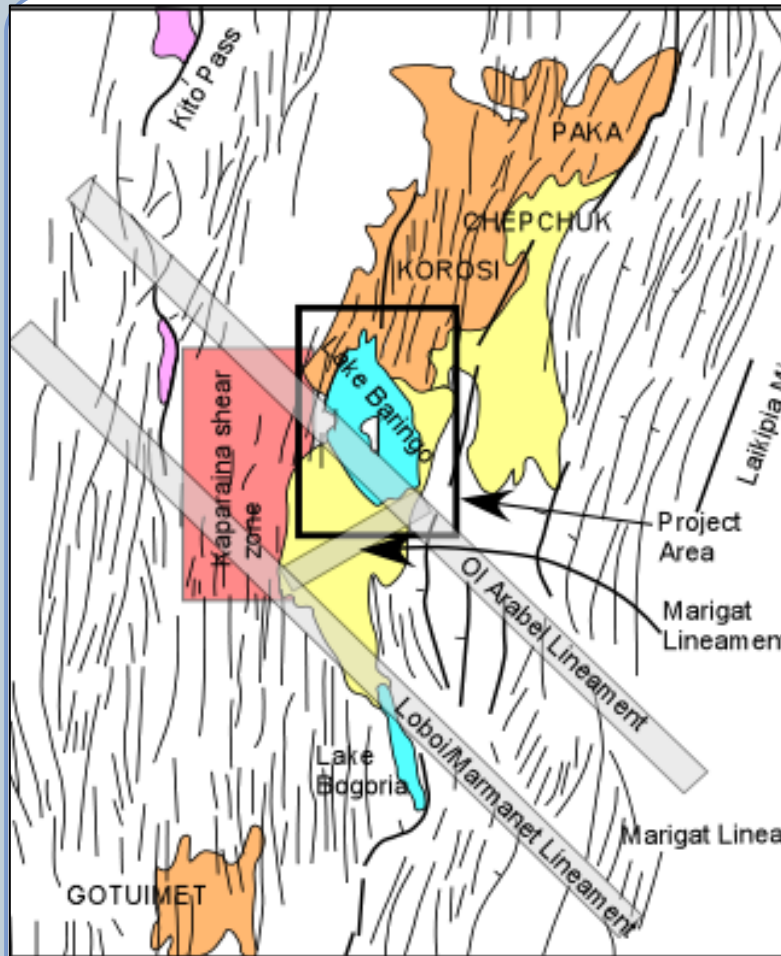 Kito Pass
PAKA
CHEPCHUK
KOROSI
Lake Baringo
Kaparaina shear
zone
Laikipia
Project
Area
Ol Arabel Lineament
Marigat
Lineamen
Loboi/Marmanet Lineament
Lake
Bogoria
Marigat Linea
GOTUIMET